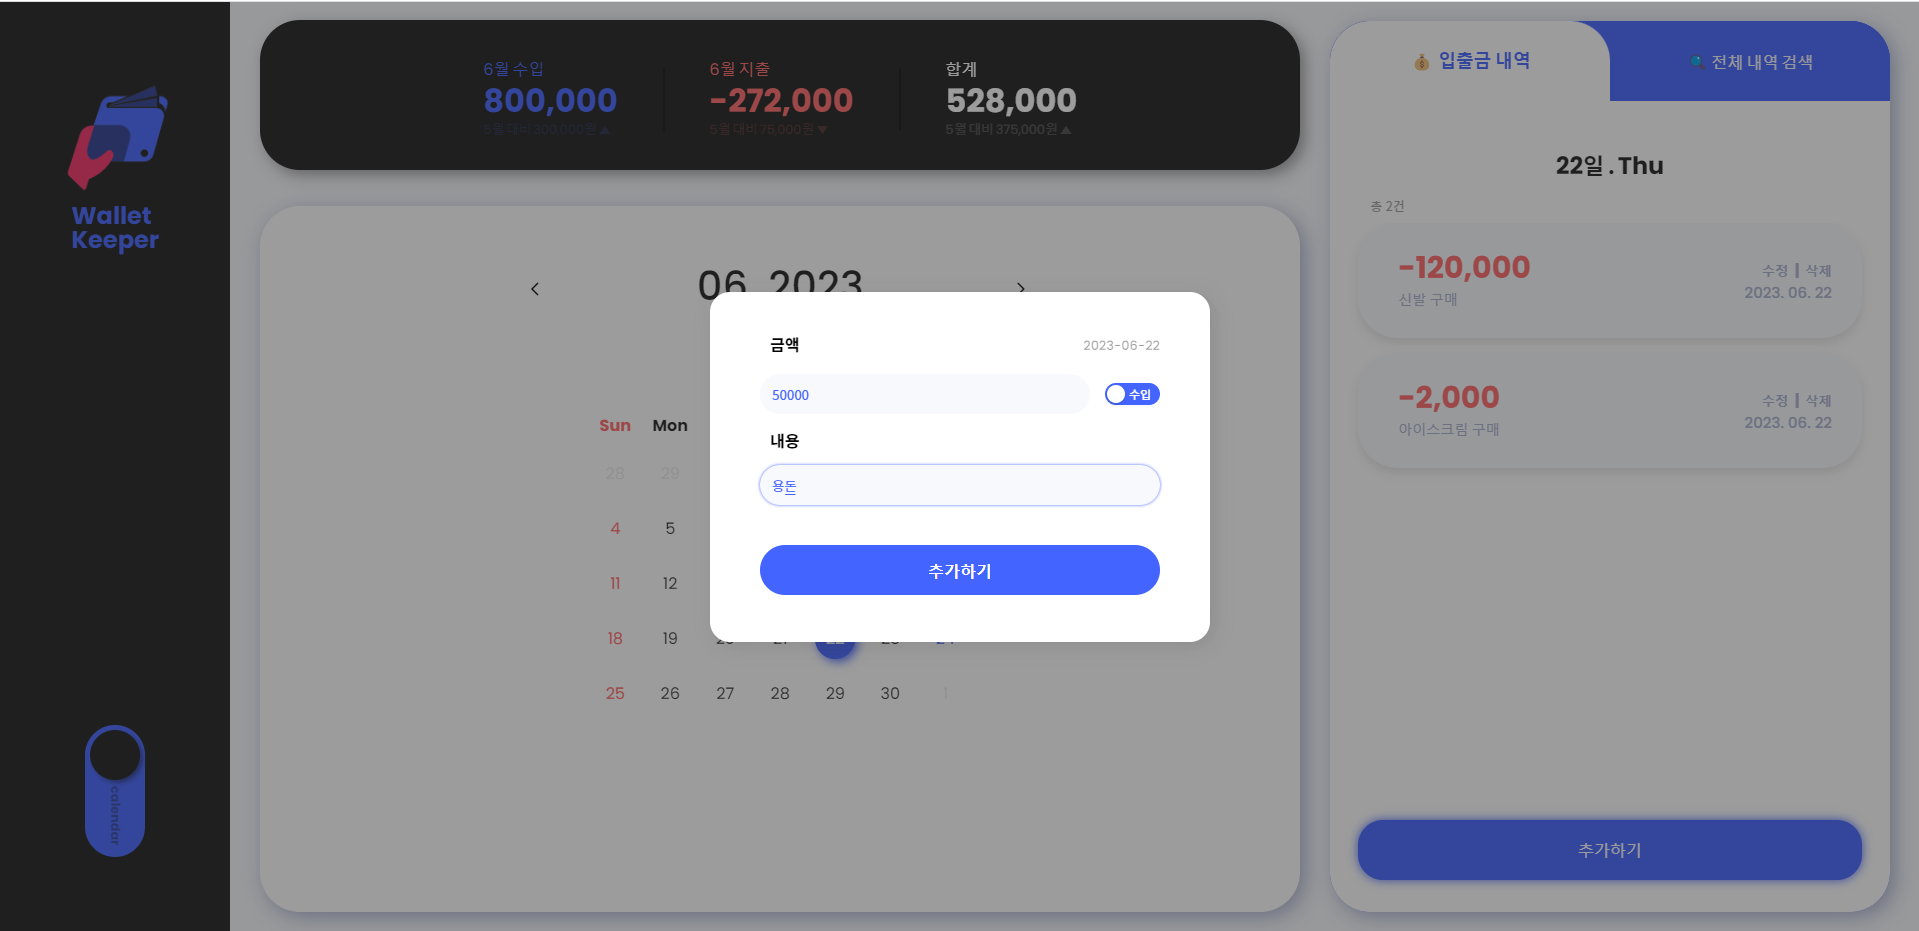 Wallet
Keeper
calendar
6월 수입
800,000
5월 대비 300,000원 ▲
6월 지출
-272,000
5월 대비 75,000원 ▼
합계
528,000
5월 대비 375,000원 ▲
06 2023
Sun Mon
28 29
4 5
11 12
18 19
25 26 27 28 29 30 1
금액 2023-06-22
50000 수입
내용
용돈
추가하기
입출금 내역 전체 내역 검색
22일 . Thu
총 2건
-120,000
수정 | 삭제
신발 구매
2023. 06. 22
-2,000
수정 | 삭제
아이스크림 구매
2023. 06. 22
추가하기